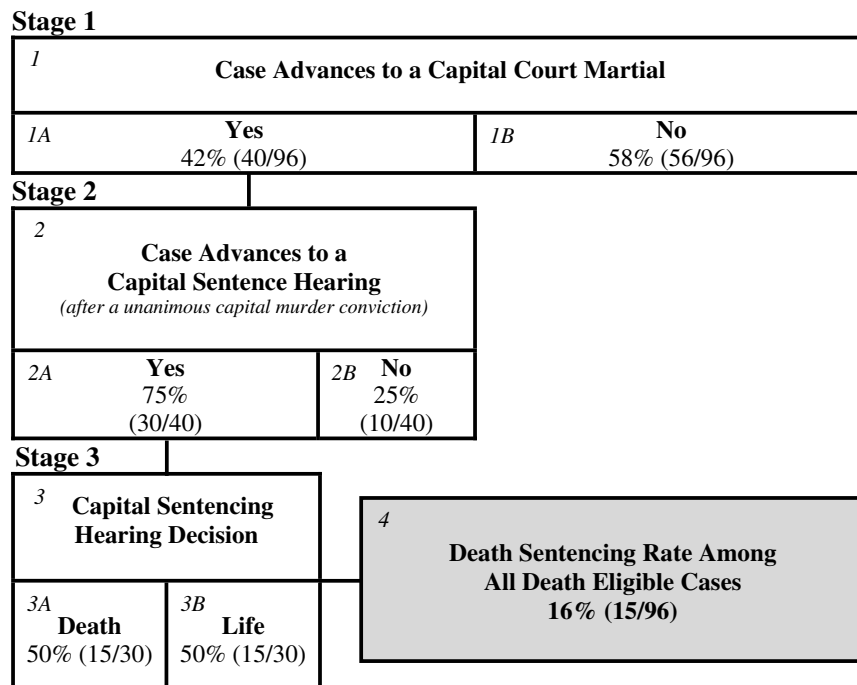 Stage 1
1
Case Advances to a Capital Court Martial
1A
Yes
42% (40/96)
1B
No
58% (56/96)
Stage 2
2
Case Advances to a
Capital Sentence Hearing
(after a unanimous capital murder conviction)
2A
Yes
75%
(30/40)
2B
No
25%
(10/40)
Stage 3
3
Capital Sentencing
Hearing Decision
3A
Death
50% (15/30)
3B
Life
50% (15/30)
4
Death Sentencing Rate Among
All Death Eligible Cases
16% (15/96)